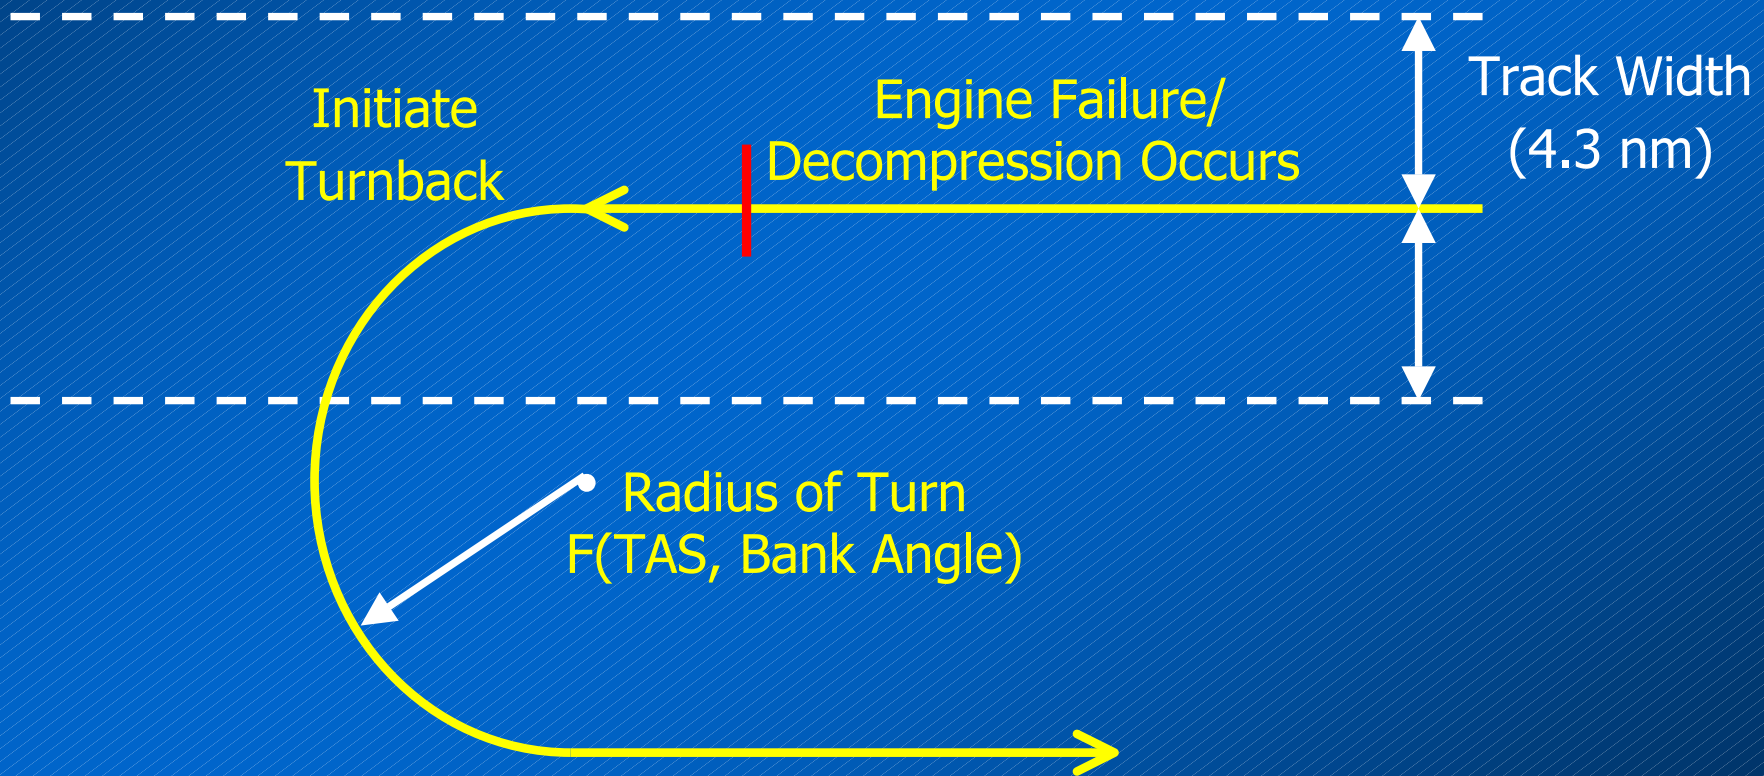 Initiate
Turnback
Engine Failure/
Decompression Occurs
Track Width
(4.3 nm)
Radius of Turn
F(TAS, Bank Angle)